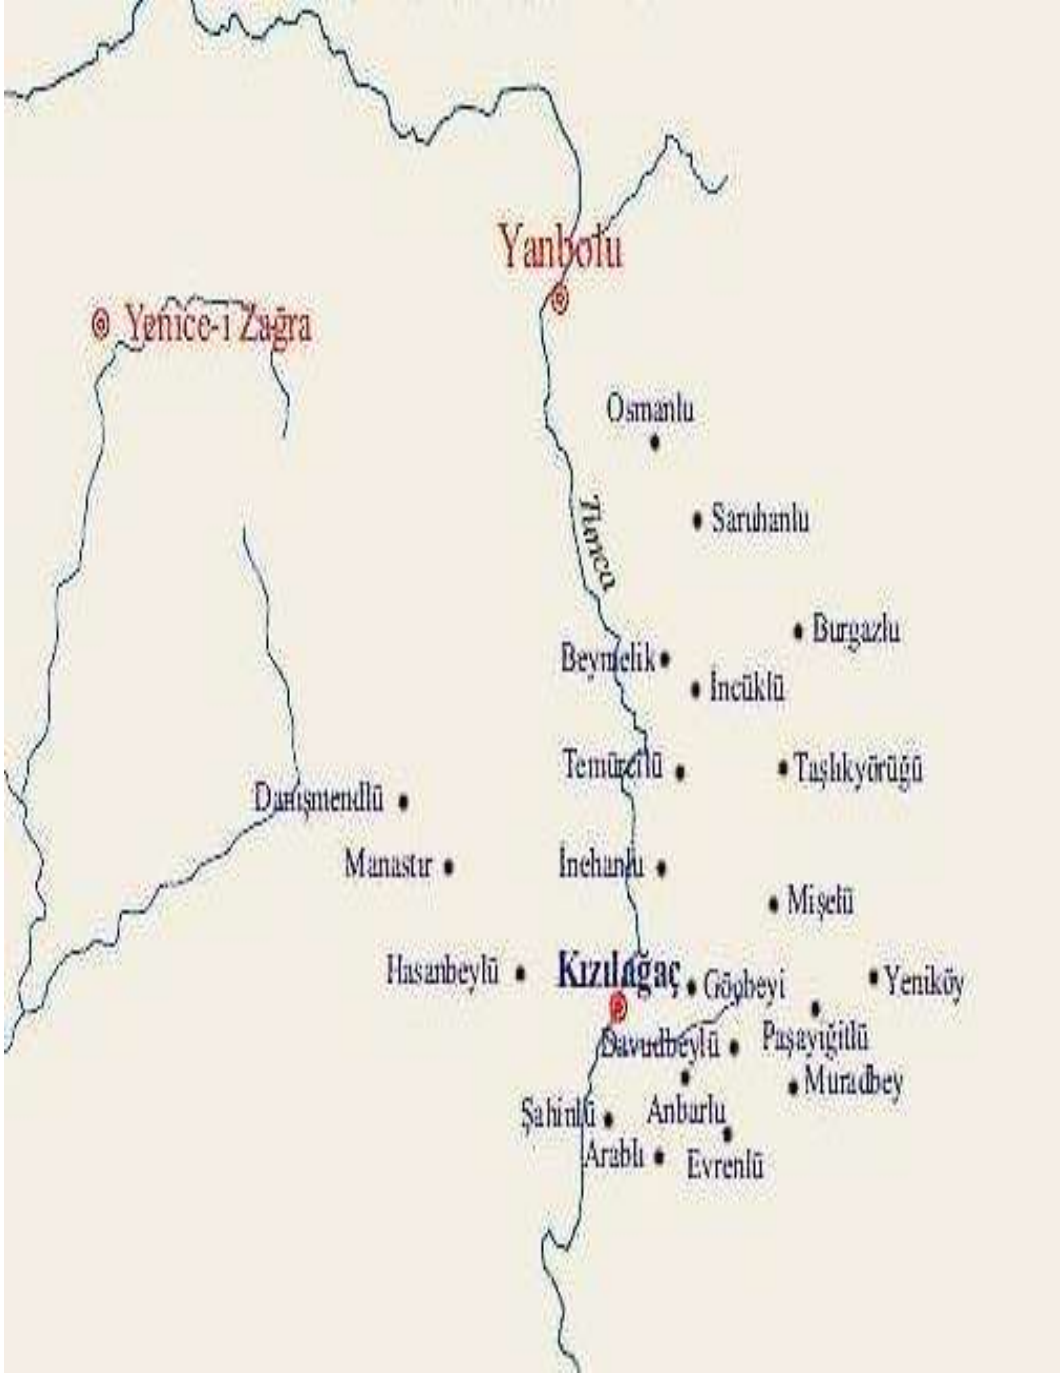 Yanbolu
Yenice-i Zağra
Osmanlu
Tunca
Saruhanlu
Burgazlu
Beymelik
İncüklü
Temürcilü
Taşlıkyörüğü
Danışmendlü
Manastır
İnehanlu
Mişelü
Hasanbeylü
Kızılağaç
Göçbeyi
Yeniköy
Davudbeylü
Paşayiğitlü
Muradbey
Şahinlü
Anbarlu
Arablı
Evrenlü